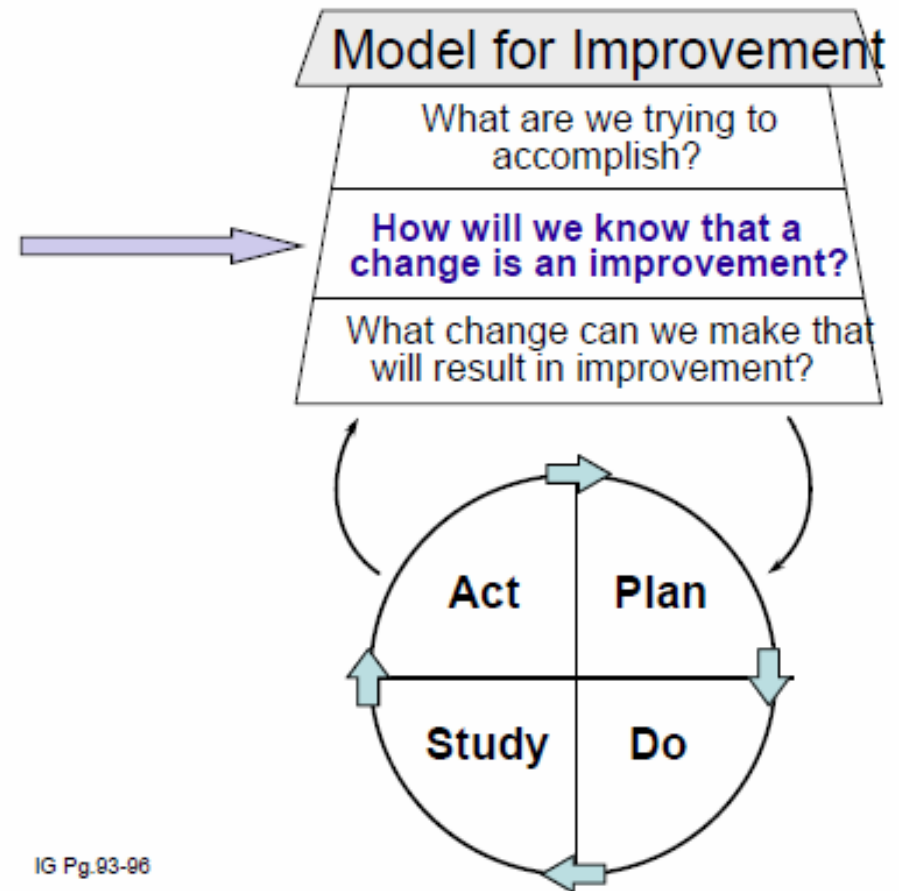 Model for Improvement
What are we trying to
accomplish?
How will we know that a
change is an improvement?
What change can we make that
will result in improvement?
Act
Plan
Study
Do
IG Pg.93-96